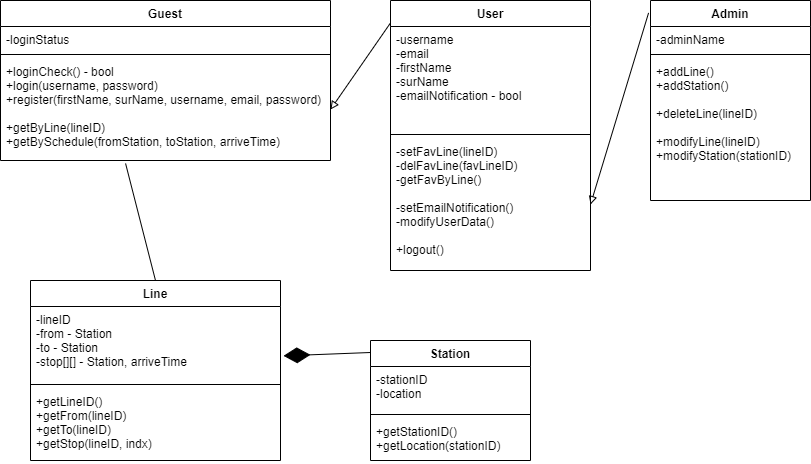 Guest
-loginStatus
+loginCheck() - bool
+login(username, password)
+register(firstName, surName, username, email, password)
+getByLine(lineID)
+getBySchedule(fromStation, toStation, arriveTime)
User
-username
-email
-firstName
-surName
-emailNotification - bool
-setFavLine(lineID)
-delFavLine(favLineID)
-getFavByLine()
-setEmailNotification()
-modifyUserData()
+logout()
Admin
-adminName
+addLine()
+addStation()
+deleteLine(lineID)
+modifyLine(lineID)
+modifyStation(stationID)
Line
-lineID
-from - Station
-to - Station
-stop[][] - Station, arriveTime
+getLineID()
+getFrom(lineID)
+getTo(lineID)
+getStop(lineID, indx)
Station
-stationID
-location
+getStationID()
+getLocation(stationID)